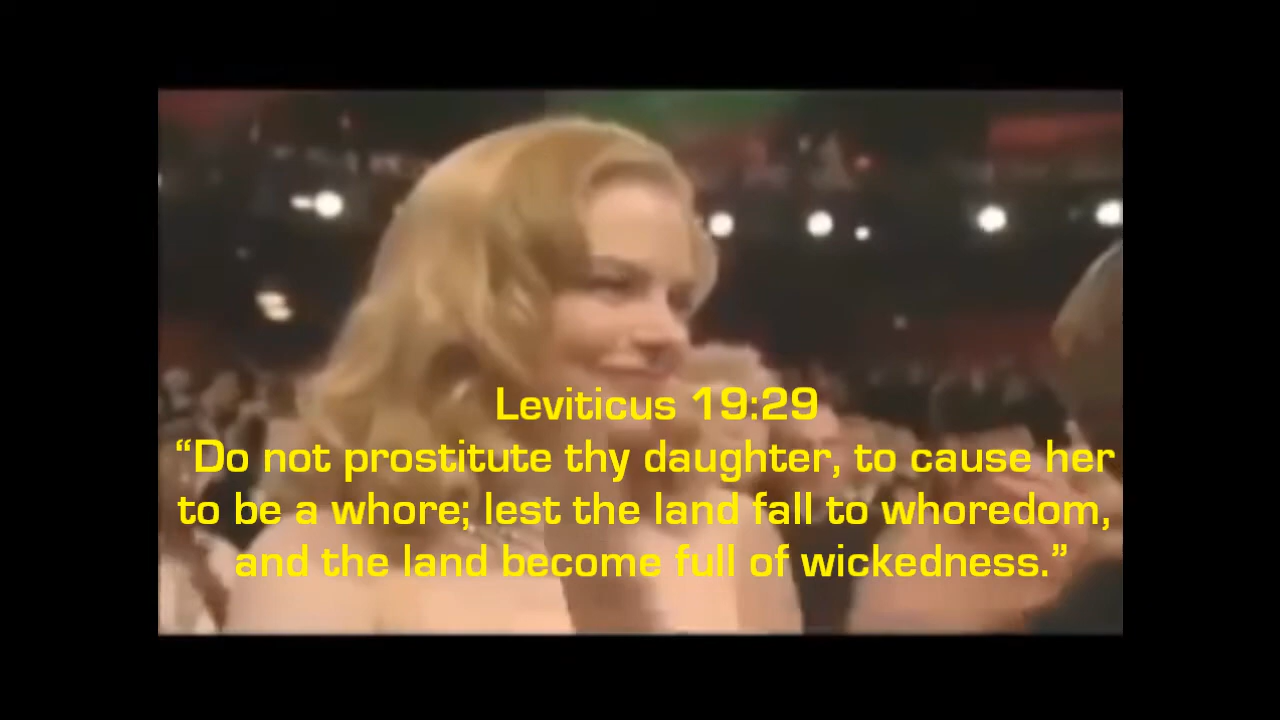 Leviticus 19:29
“Do not prostitute thy daughter, to cause her
to be a whore; lest the land fall to whoredom,
and the land become full of wickedness.”